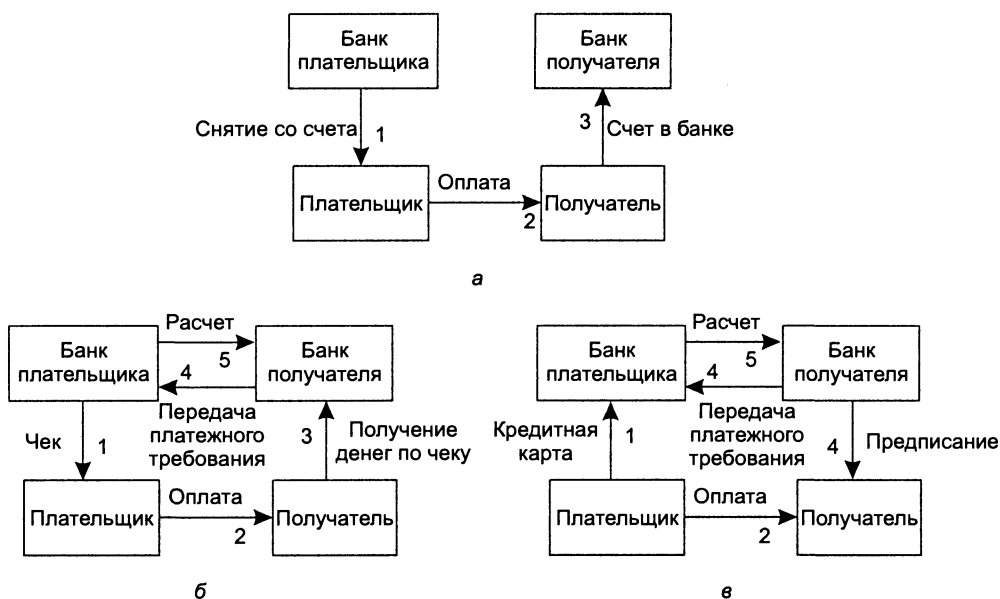 Банк
плательщика
Банк
получателя
Снятие со счета
1
3
Счет в банке
Плательщик
Оплата
2
Получатель
а
Банк
плательщика
Расчет
5
4
Банк
получателя
Чек
1
Передача
платежного
требования
3
Получение
денег по чеку
Плательщик
Оплата
2
Получатель
б
Банк
плательщика
Расчет
5
4
Банк
получателя
Кредитная
карта
1
Передача
платежного
требования
4
Предписание
Плательщик
Оплата
2
Получатель
в